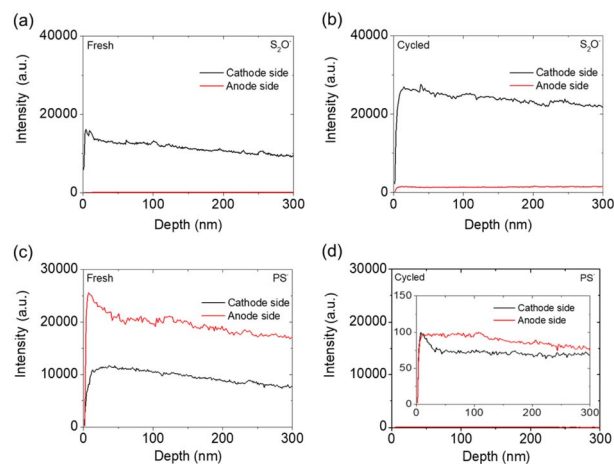 (a)
Fresh
S₂O⁻
Cathode side
Anode side
Intensity (a.u.)
40000
20000
0
0
100
200
300
Depth (nm)
(b)
Cycled
S₂O⁻
Cathode side
Anode side
Intensity (a.u.)
40000
20000
0
0
100
200
300
Depth (nm)
(c)
Fresh
PS⁻
Cathode side
Anode side
Intensity (a.u.)
30000
20000
10000
0
0
100
200
300
Depth (nm)
(d)
Cycled
PS⁻
Cathode side
Anode side
150
100
50
0
0
100
200
300
Intensity (a.u.)
30000
20000
10000
0
0
100
200
300
Depth (nm)